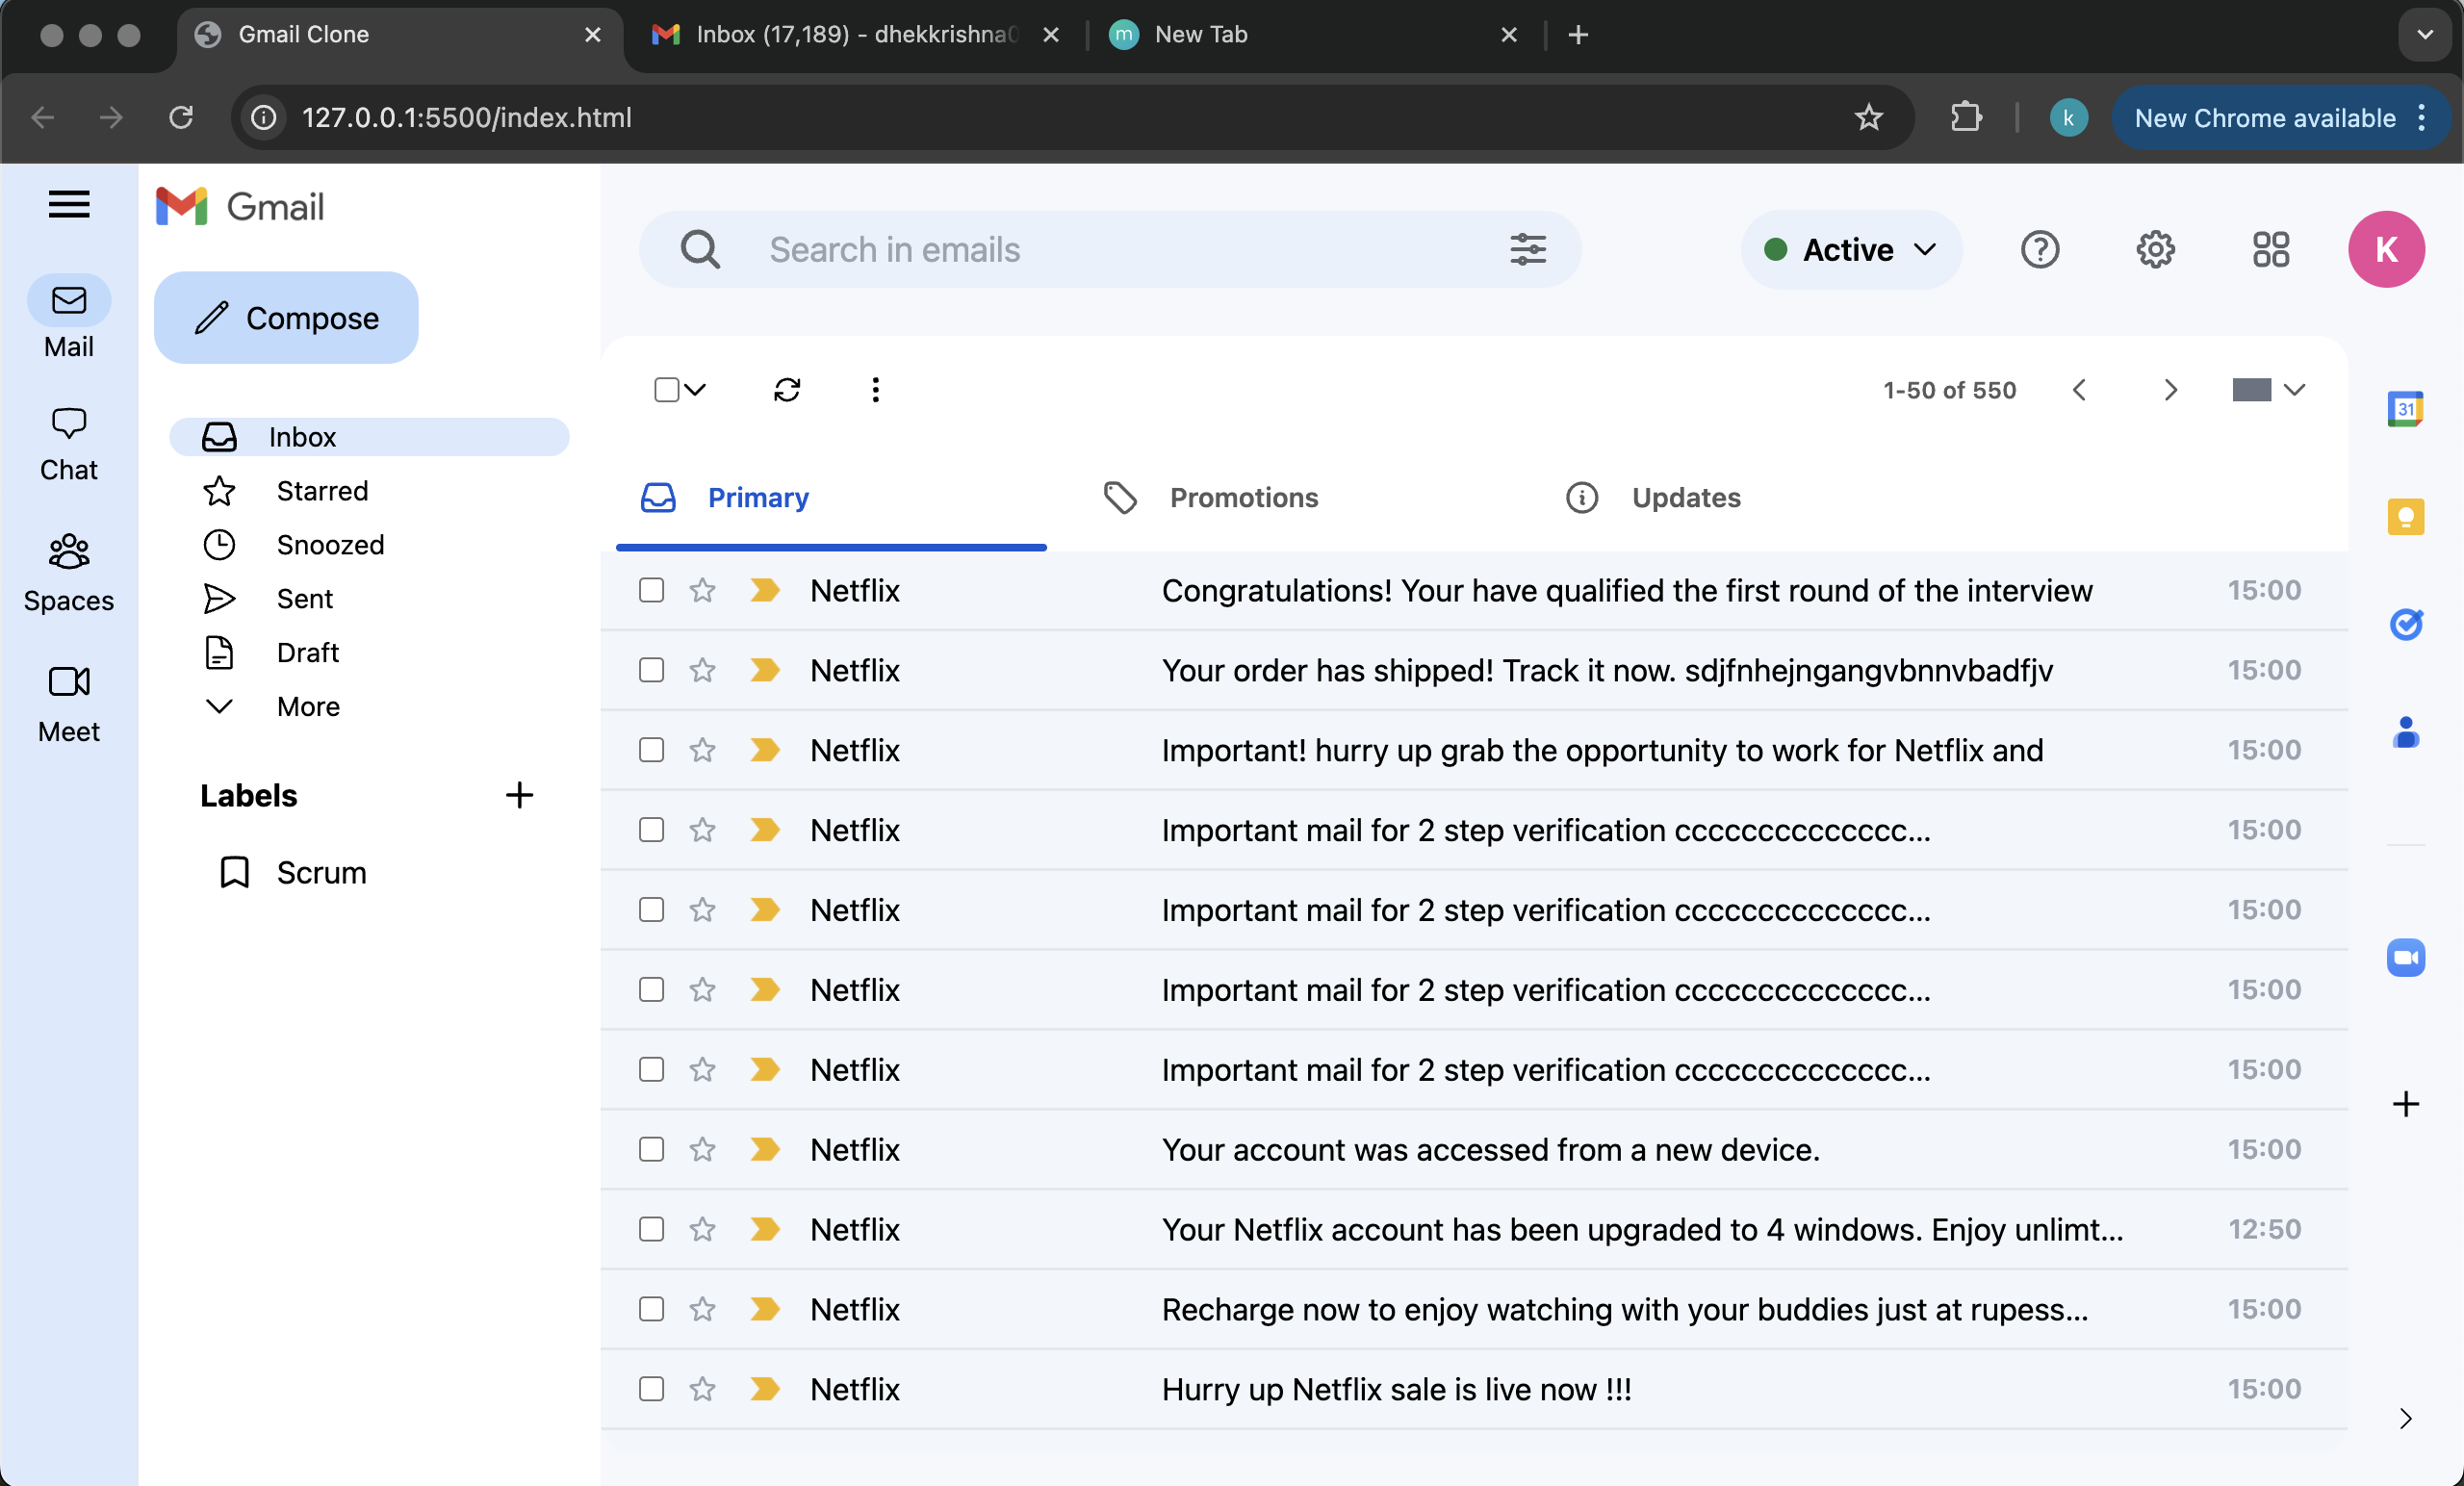 Gmail Clone
Inbox (17,189) - dhekkrishna
m New Tab
127.0.0.1:5500/index.html
k
New Chrome available
Gmail
Search in emails
Active
K
Mail
Compose
Chat
Spaces
Meet
Inbox
Starred
Snoozed
Sent
Draft
More
Labels
Scrum
1-50 of 550
31
Primary
Promotions
Updates
Netflix Congratulations! Your have qualified the first round of the interview 15:00
Netflix Your order has shipped! Track it now. sdjfnhejngangvbnnvbadfjv 15:00
Netflix Important! hurry up grab the opportunity to work for Netflix and 15:00
Netflix Important mail for 2 step verification cccccccccccccc... 15:00
Netflix Important mail for 2 step verification cccccccccccccc... 15:00
Netflix Important mail for 2 step verification cccccccccccccc... 15:00
Netflix Important mail for 2 step verification cccccccccccccc... 15:00
Netflix Your account was accessed from a new device. 15:00
Netflix Your Netflix account has been upgraded to 4 windows. Enjoy unlimt... 12:50
Netflix Recharge now to enjoy watching with your buddies just at rupess... 15:00
Netflix Hurry up Netflix sale is live now !!! 15:00